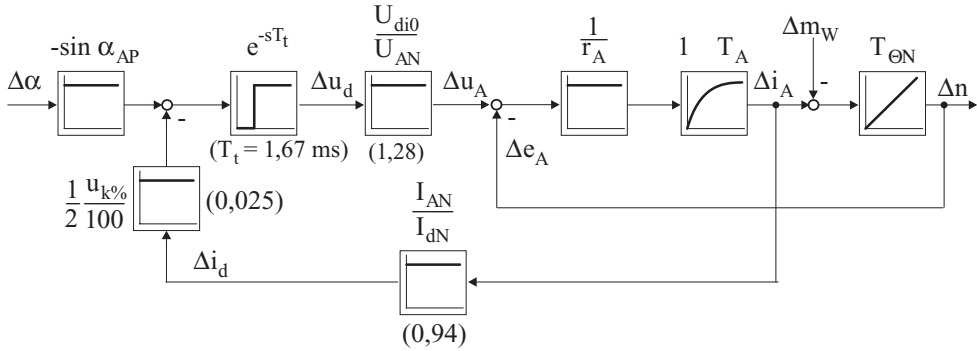 -sin α_AP
e^-sT_t
U_di0
U_AN
1
r_A
1 T_A
Δm_W
T_ΘN
Δα
Δu_d
Δu_A
Δi_A
Δn
-
-
-
(T_t = 1,67 ms)
(1,28)
Δe_A
1
2
u_k%
100
(0,025)
I_AN
I_dN
Δi_d
(0,94)